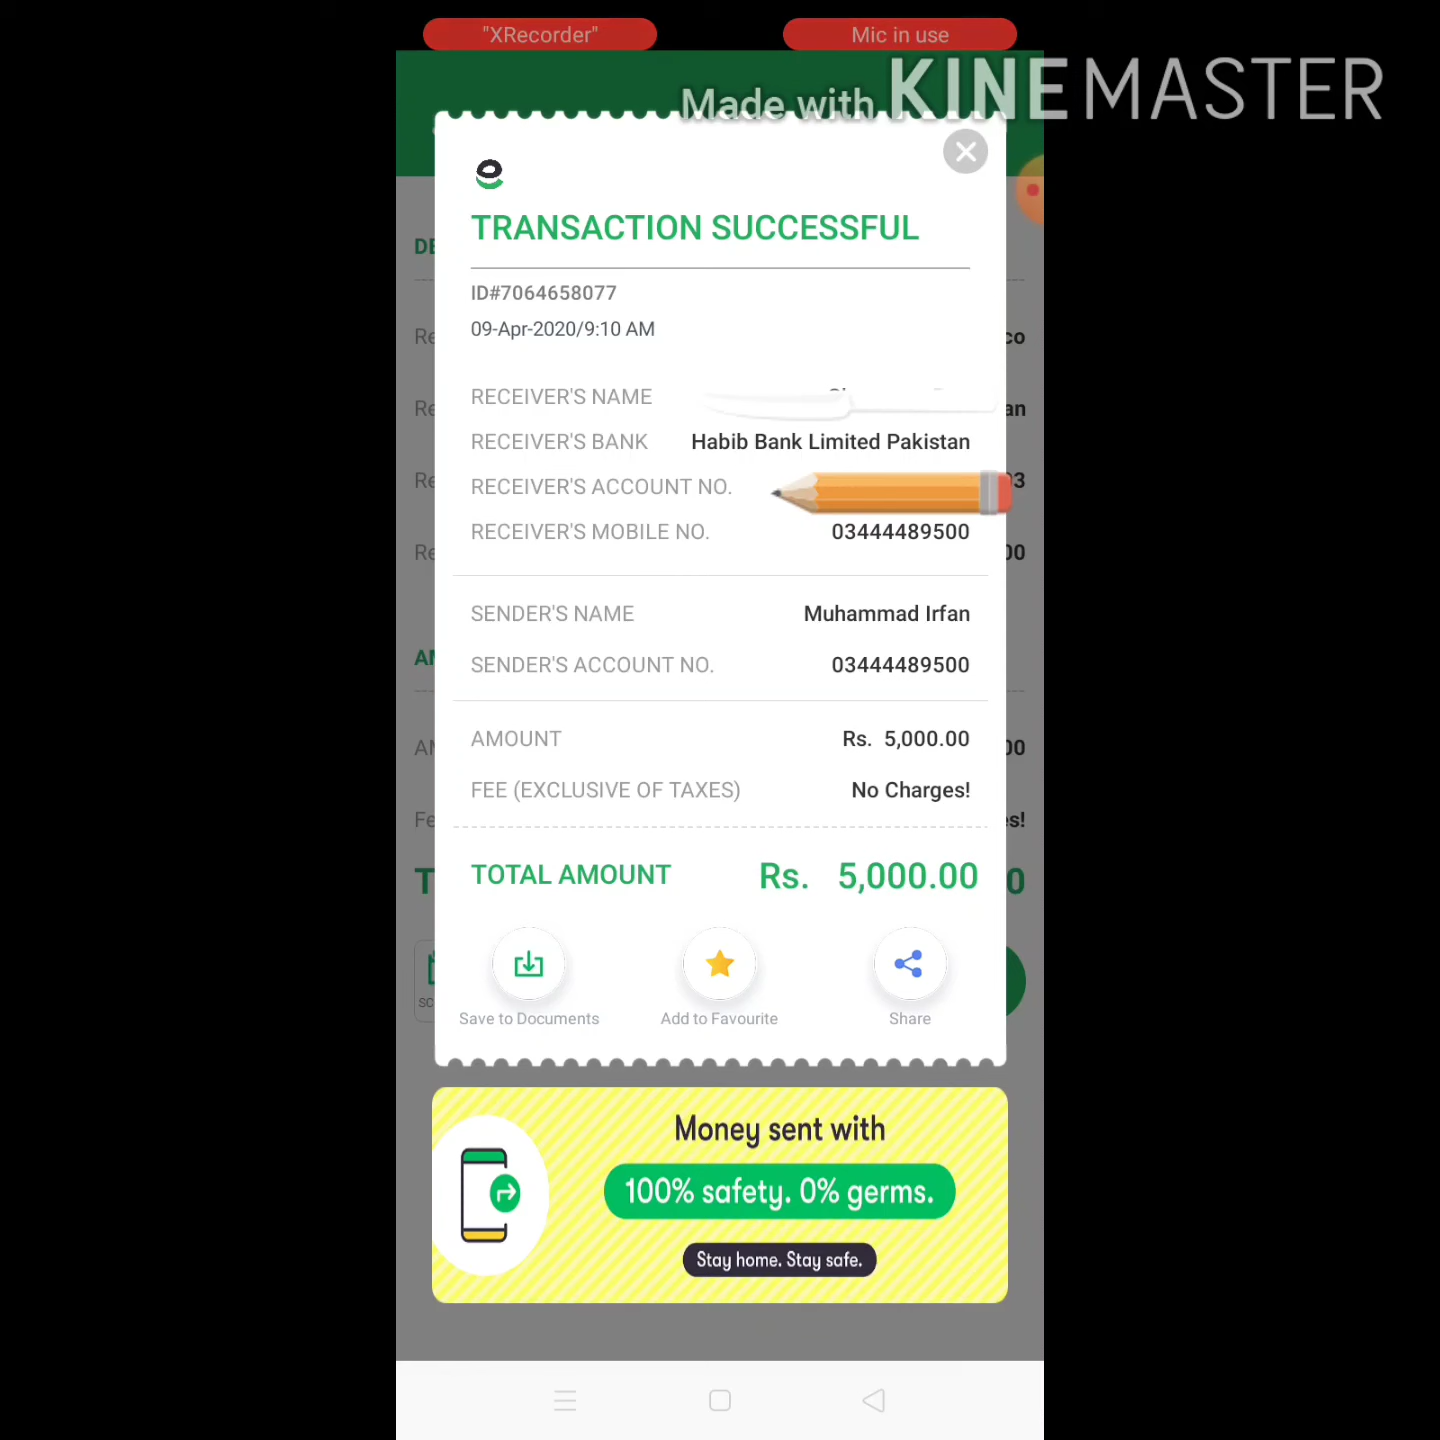 "XRecorder" Mic in use
Made with KINEMASTER
TRANSACTION SUCCESSFUL
ID#7064658077
09-Apr-2020/9:10 AM
RECEIVER'S NAME
RECEIVER'S BANK Habib Bank Limited Pakistan
RECEIVER'S ACCOUNT NO.
RECEIVER'S MOBILE NO. 03444489500
SENDER'S NAME Muhammad Irfan
SENDER'S ACCOUNT NO. 03444489500
AMOUNT Rs. 5,000.00
FEE (EXCLUSIVE OF TAXES) No Charges!
TOTAL AMOUNT Rs. 5,000.00
Save to Documents Add to Favourite Share
Money sent with
100% safety. 0% germs.
Stay home. Stay safe.